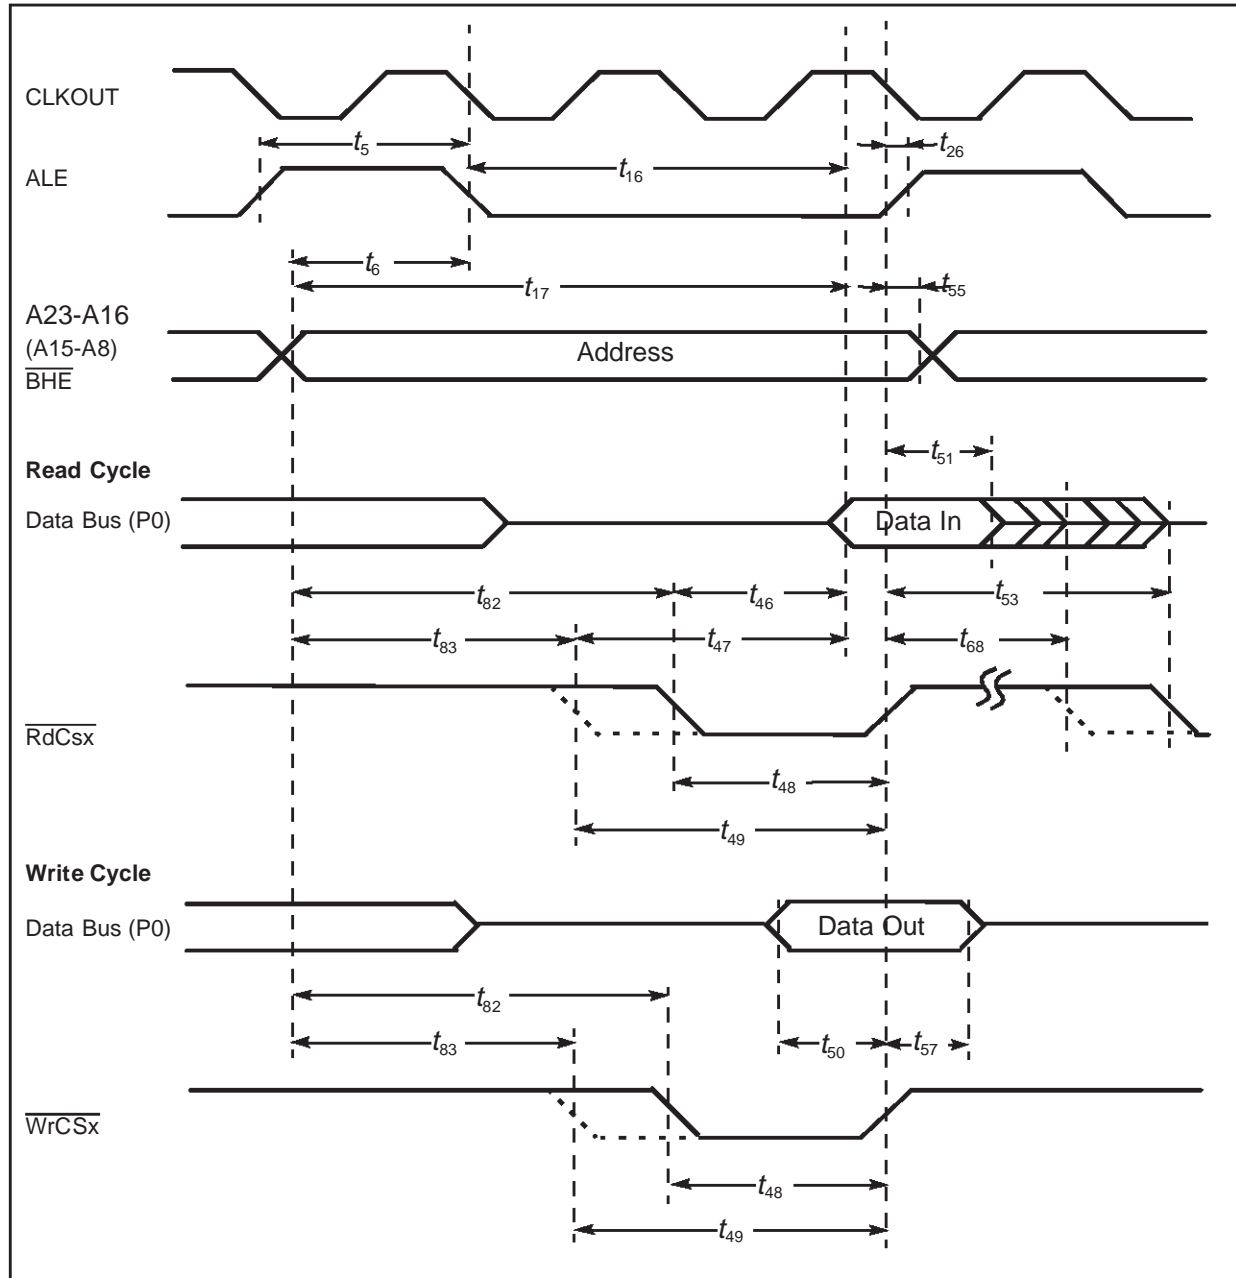 CLKOUT
t5
t26
ALE
t16
t6
t17
t55
A23-A16
(A15-A8)
BHE
Address
t51
Read Cycle
Data Bus (P0)
Data In
t82
t46
t53
t83
t47
t68
RdCsx
t48
t49
Write Cycle
Data Bus (P0)
Data Out
t82
t83
t50
t57
WrCSx
t48
t49